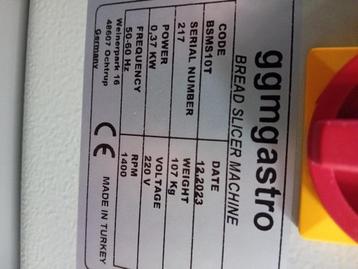 ggmgastro
BREAD SLICER MACHINE
CODE
BSMS10T
DATE
12.2023
SERIAL NUMBER
217
WEIGHT
107 Kg
POWER
0,37 KW
VOLTAGE
220 V
FREQUENCY
50-60 Hz
RPM
1400
Weinerpark 16
48607 Ochtrup
Germany
CE
MADE IN TURKEY